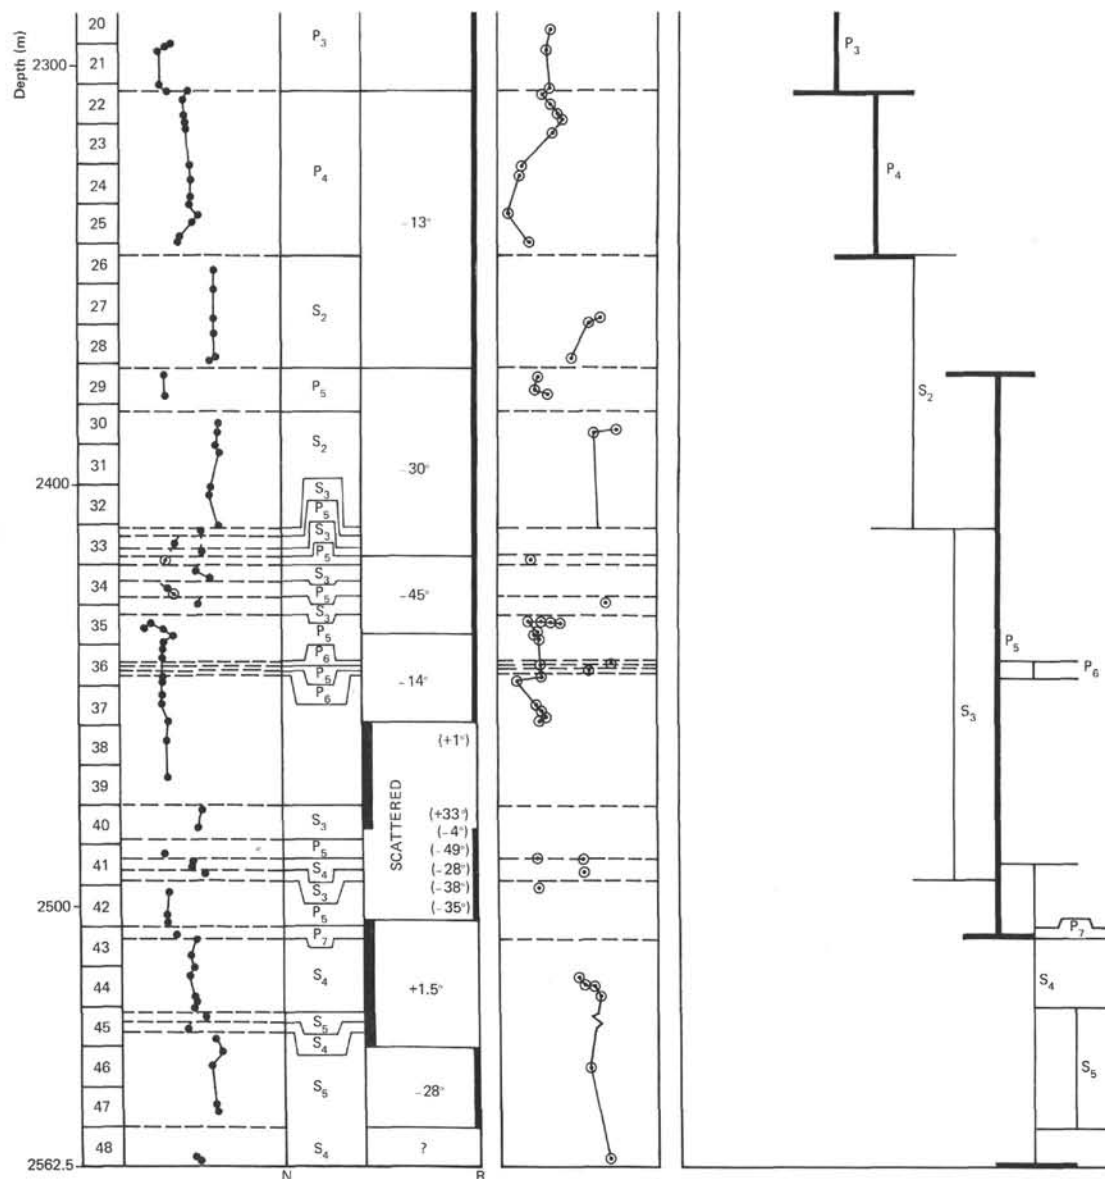 Depth (m)
2300
2400
2500
2562.5
20
21
22
23
24
25
26
27
28
29
30
31
32
33
34
35
36
37
38
39
40
41
42
43
44
45
46
47
48
P3
P4
S2
P5
S2
S3
P5
S3
P5
S3
P5
S3
P5
P6
P5
P6
S3
P5
S4
S3
P5
P7
S4
S5
S4
S5
S4
N
-13°
-30°
-45°
-14°
SCATTERED
(+1°)
(+33°)
(-4°)
(-49°)
(-28°)
(-38°)
(-35°)
+1.5°
-28°
?
R
P3
P4
S2
P5
P6
S3
P7
S4
S5